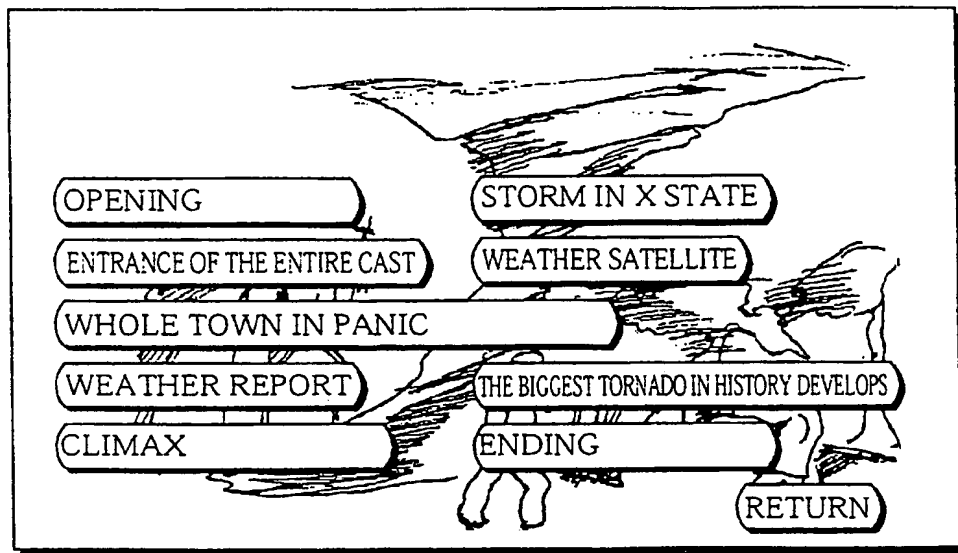 OPENING
STORM IN X STATE
ENTRANCE OF THE ENTIRE CAST
WEATHER SATELLITE
WHOLE TOWN IN PANIC
WEATHER REPORT
THE BIGGEST TORNADO IN HISTORY DEVELOPS
CLIMAX
ENDING
RETURN